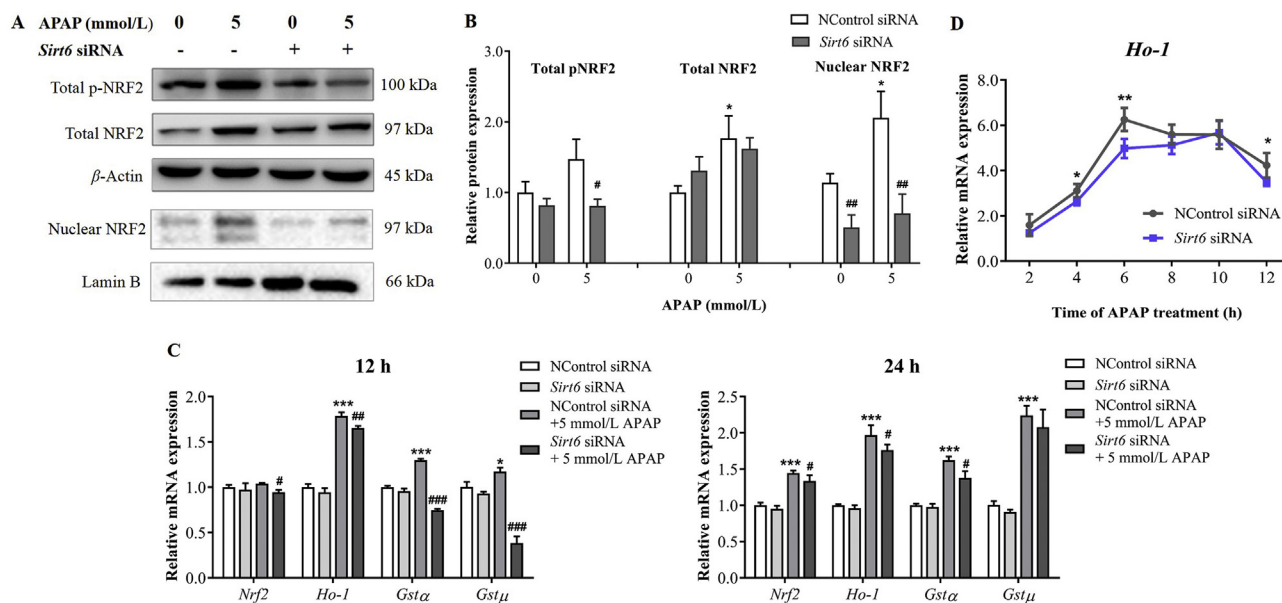 A
APAP (mmol/L) 0 5 0 5
Sirt6 siRNA - - + +
Total p-NRF2 100 kDa
Total NRF2 97 kDa
β-Actin 45 kDa
Nuclear NRF2 97 kDa
Lamin B 66 kDa
B
NControl siRNA
Sirt6 siRNA
Relative protein expression
3.0
2.0
1.0
0.0
Total pNRF2 Total NRF2 Nuclear NRF2
# * ## * ##
0 5 0 5 0 5
APAP (mmol/L)
D
Ho-1
Relative mRNA expression
8.0
6.0
4.0
2.0
0.0
* ** *
NControl siRNA
Sirt6 siRNA
2 4 6 8 10 12
Time of APAP treatment (h)
C
12 h
NControl siRNA
Sirt6 siRNA
NControl siRNA
+5 mmol/L APAP
Sirt6 siRNA
+ 5 mmol/L APAP
Relative mRNA expression
2.0
1.5
1.0
0.5
0.0
# *** ## *** ### * ###
Nrf2 Ho-1 Gstα Gstμ
24 h
NControl siRNA
Sirt6 siRNA
NControl siRNA
+5 mmol/L APAP
Sirt6 siRNA
+ 5 mmol/L APAP
Relative mRNA expression
2.5
2.0
1.5
1.0
0.5
0.0
*** # *** # *** # ***
Nrf2 Ho-1 Gstα Gstμ